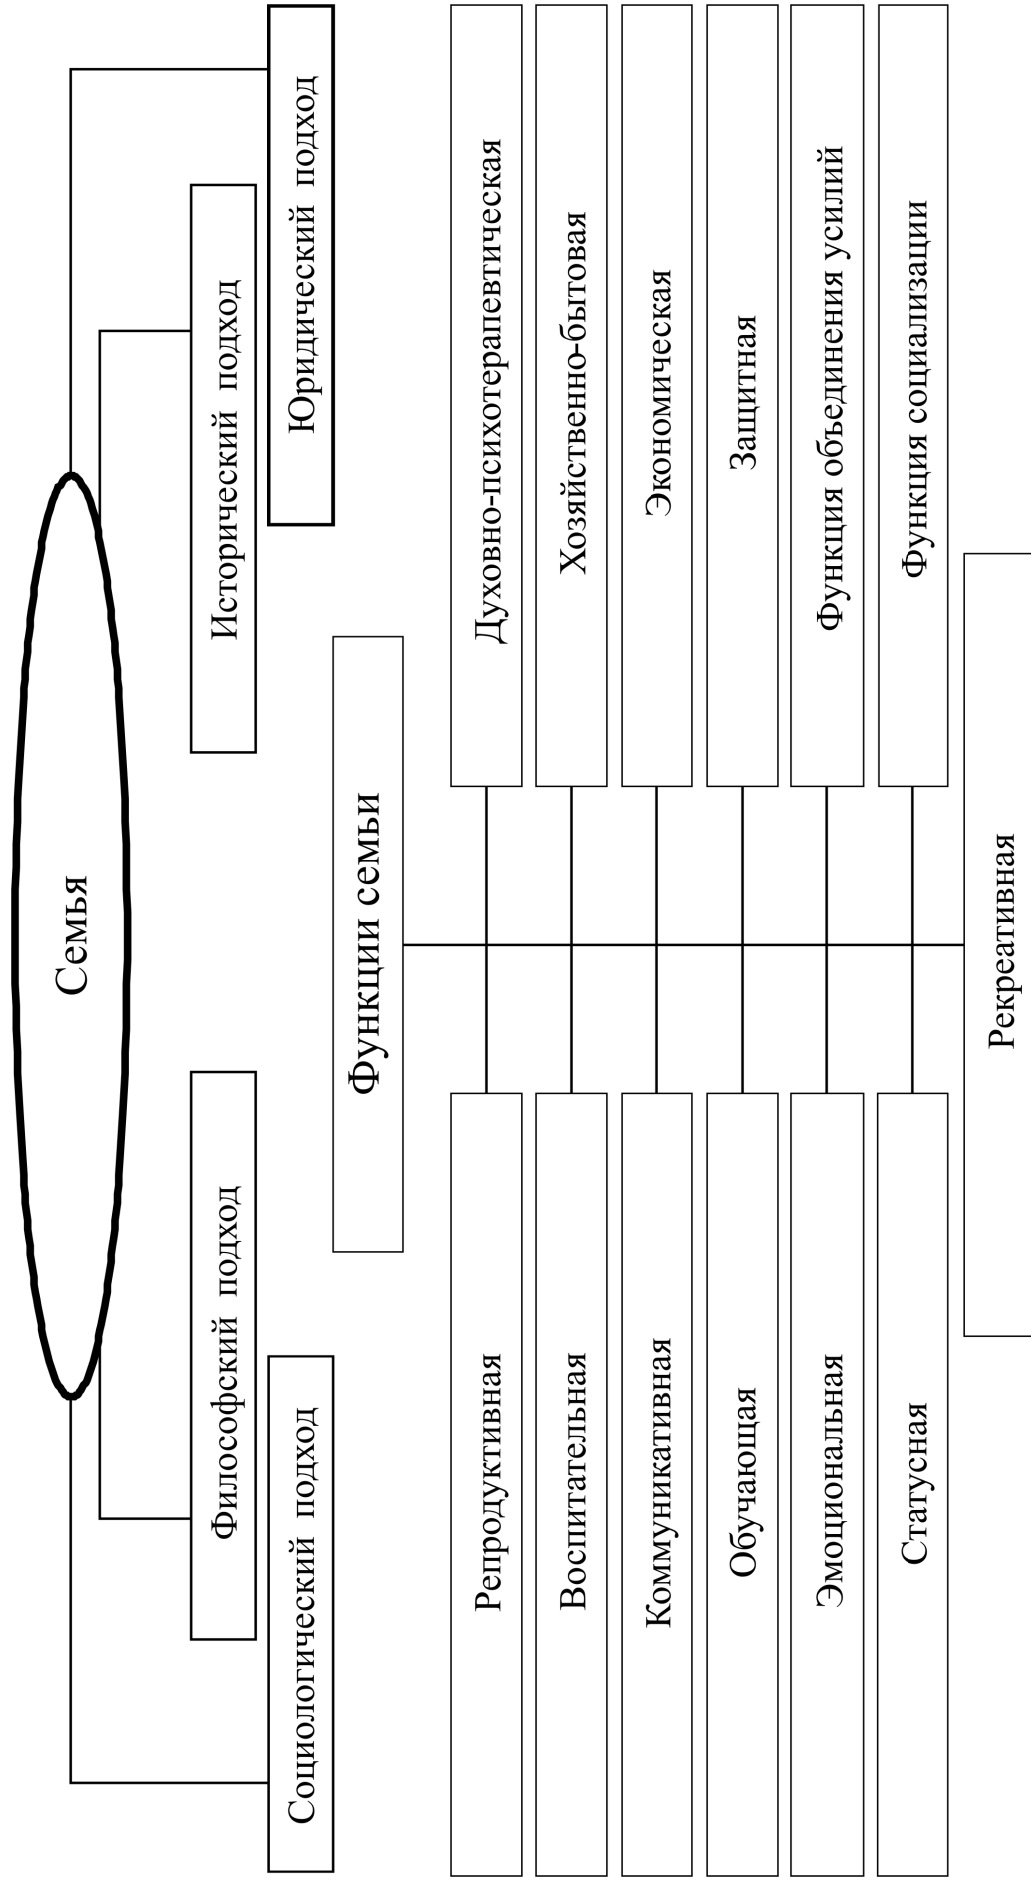 Семья
Философский подход
Исторический подход
Социологический подход
Юридический подход
Функции семьи
Репродуктивная
Духовно-психотерапевтическая
Воспитательная
Хозяйственно-бытовая
Коммуникативная
Экономическая
Обучающая
Защитная
Эмоциональная
Функция объединения усилий
Статусная
Функция социализации
Рекреативная